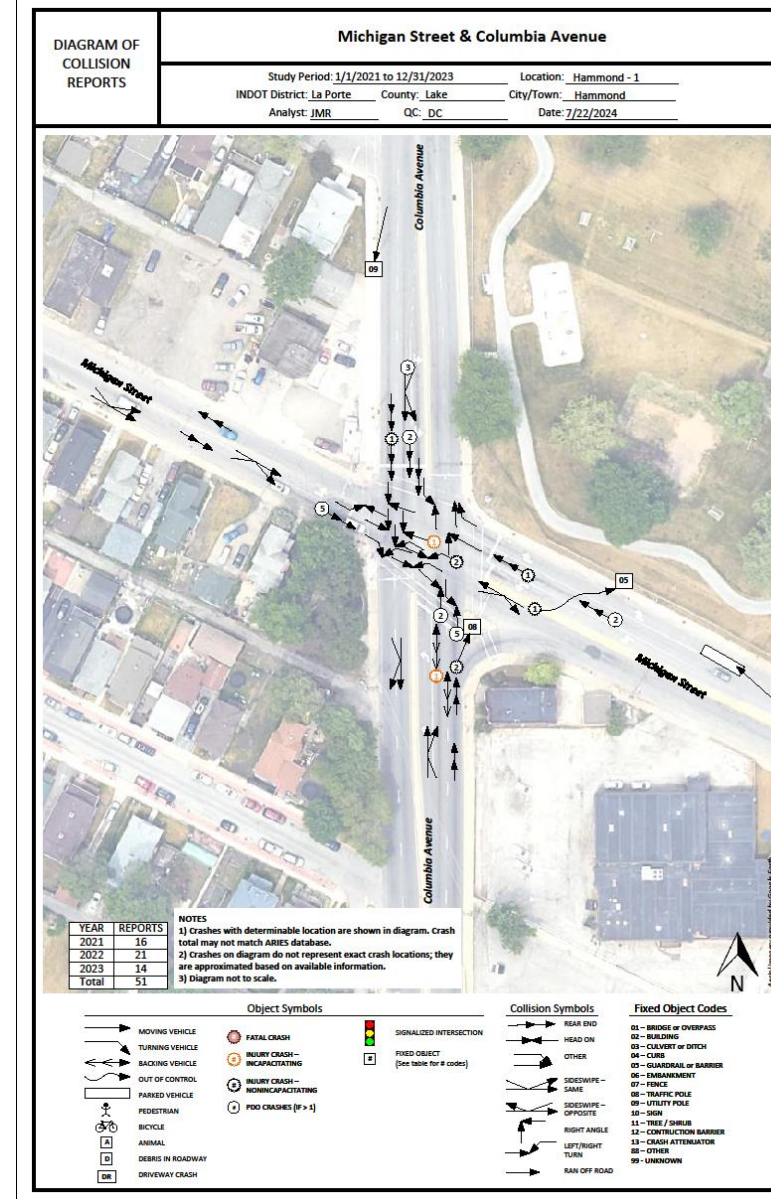 DIAGRAM OF
COLLISION
REPORTS
Michigan Street & Columbia Avenue
Study Period: 1/1/2021 to 12/31/2023 Location: Hammond - 1
INDOT District: La Porte County: Lake City/Town: Hammond
Analyst: JMR QC: DC Date: 7/22/2024
Columbia Avenue
09
3
Michigan Street
1
2
5
1
2
1
05
1
2
2
5
08
2
1
Michigan Street
Columbia Avenue
YEAR REPORTS
2021 16
2022 21
2023 14
Total 51
NOTES
1) Crashes with determinable location are shown in diagram. Crash
total may not match ARIES database.
2) Crashes on diagram do not represent exact crash locations; they
are approximated based on available information.
3) Diagram not to scale.
N
Object Symbols
MOVING VEHICLE
TURNING VEHICLE
BACKING VEHICLE
OUT OF CONTROL
PARKED VEHICLE
PEDESTRIAN
BICYCLE
A ANIMAL
D DEBRIS IN ROADWAY
DR DRIVEWAY CRASH
# FATAL CRASH
# INJURY CRASH –
INCAPACITATING
# INJURY CRASH –
NONINCAPACITATING
# PDO CRASHES (IF > 1)
SIGNALIZED INTERSECTION
# FIXED OBJECT
(See table for # codes)
Collision Symbols
REAR END
HEAD ON
OTHER
SIDESWIPE –
SAME
SIDESWIPE –
OPPOSITE
RIGHT ANGLE
LEFT/RIGHT
TURN
RAN OFF ROAD
Fixed Object Codes
01 – BRIDGE or OVERPASS
02 – BUILDING
03 – CULVERT or DITCH
04 – CURB
05 – GUARDRAIL or BARRIER
06 – EMBANKMENT
07 – FENCE
08 – TRAFFIC POLE
09 – UTILITY POLE
10 – SIGN
11 – TREE / SHRUB
12 – CONTRUCTION BARRIER
13 – CRASH ATTENUATOR
88 – OTHER
99 - UNKNOWN